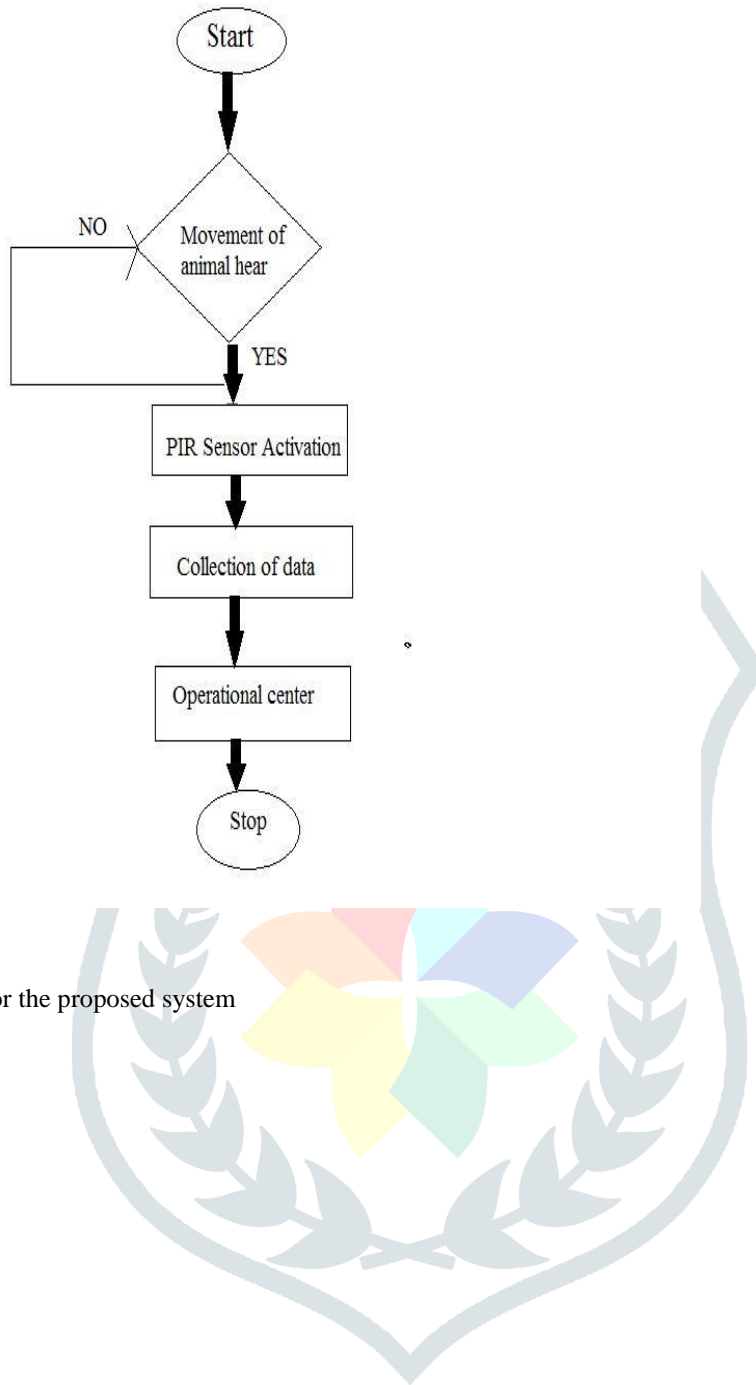 Start
NO
Movement of
animal hear
YES
PIR Sensor Activation
Collection of data
Operational center
Stop
or the proposed system